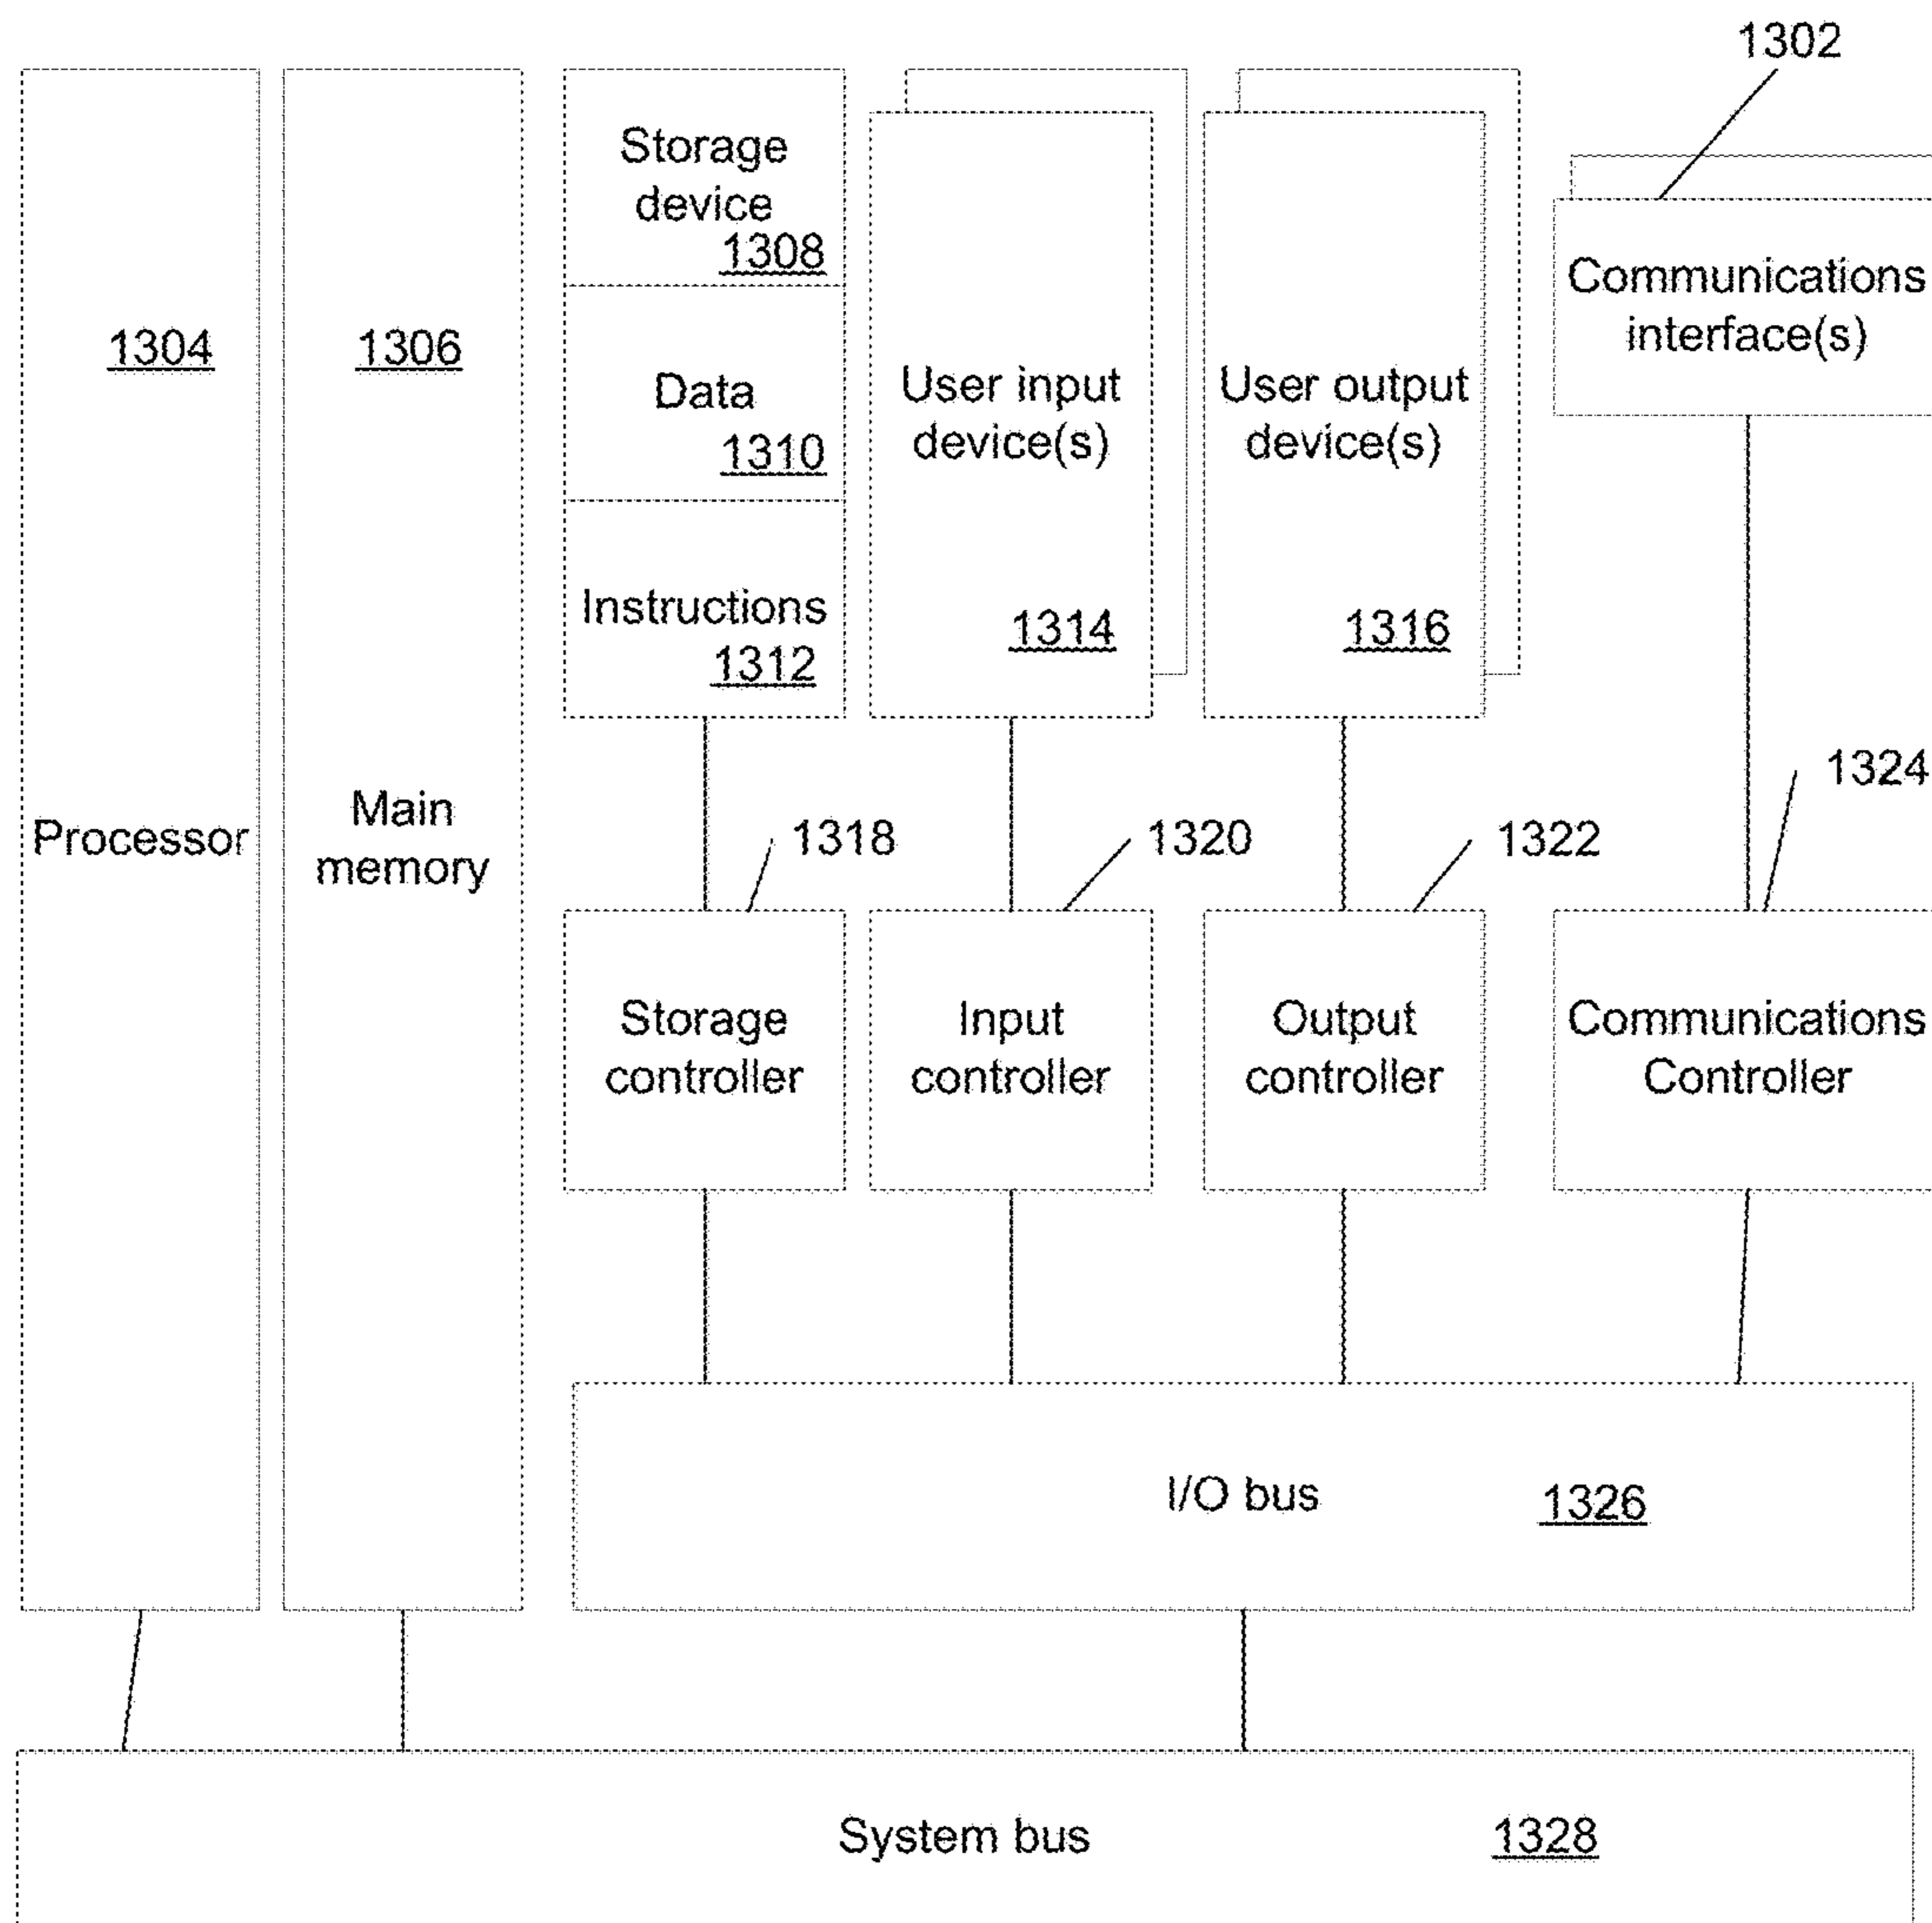 1302
Storage
device
1308
1304
1306
Communications
interface(s)
Data
1310
User input
device(s)
User output
device(s)
Instructions
1312
1314
1316
1324
Processor
Main
memory
1318
1320
1322
Storage
controller
Input
controller
Output
controller
Communications
Controller
I/O bus
1326
System bus
1328